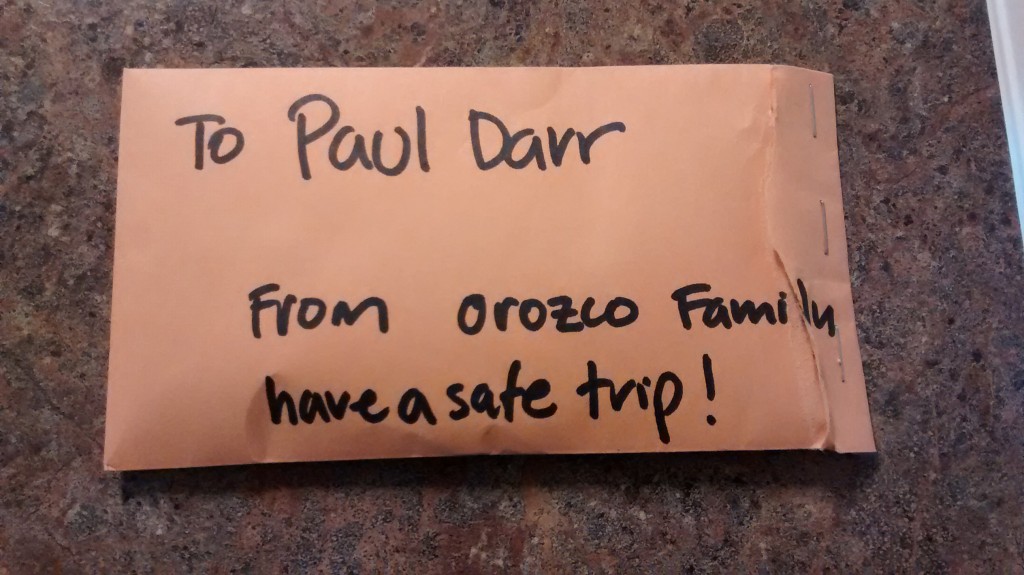 To Paul Darr
From orozco Family
have a safe trip!